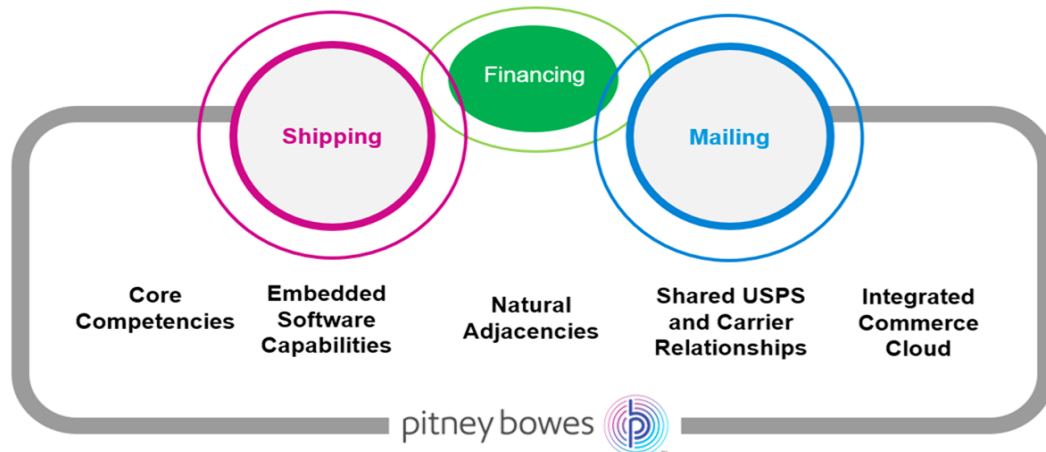 Financing
Shipping
Mailing
Core
Competencies
Embedded
Software
Capabilities
Natural
Adjacencies
Shared USPS
and Carrier
Relationships
Integrated
Commerce
Cloud
pitney bowes